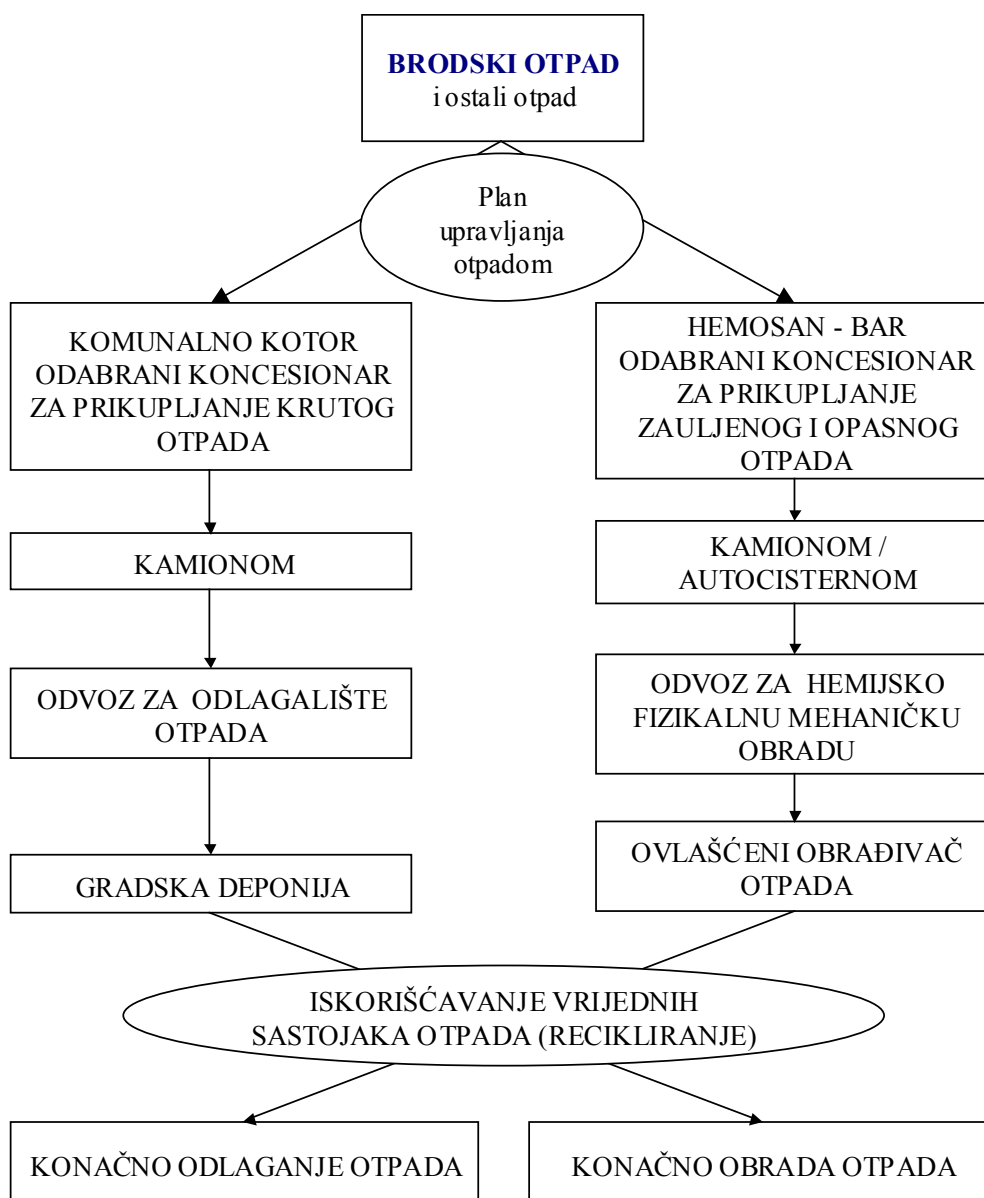 BRODSKI OTPAD
i ostali otpad
Plan
upravljanja
otpadom
KOMUNALNO KOTOR
ODABRANI KONCESIONAR
ZA PRIKUPLJANJE KRUTOG
OTPADA
HEMOSAN - BAR
ODABRANI KONCESIONAR
ZA PRIKUPLJANJE
ZAULJENOG I OPASNOG
OTPADA
KAMIONOM
KAMIONOM /
AUTOCISTERNOM
ODVOZ ZA ODLAGALIŠTE
OTPADA
ODVOZ ZA HEMIJSKO
FIZIKALNU MEHANIČKU
OBRADU
GRADSKA DEPONIJA
OVLAŠĆENI OBRAĐIVAČ
OTPADA
ISKORIŠĆAVANJE VRIJEDNIH
SASTOJAKA OTPADA (RECIKLIRANJE)
KONAČNO ODLAGANJE OTPADA
KONAČNO OBRADA OTPADA